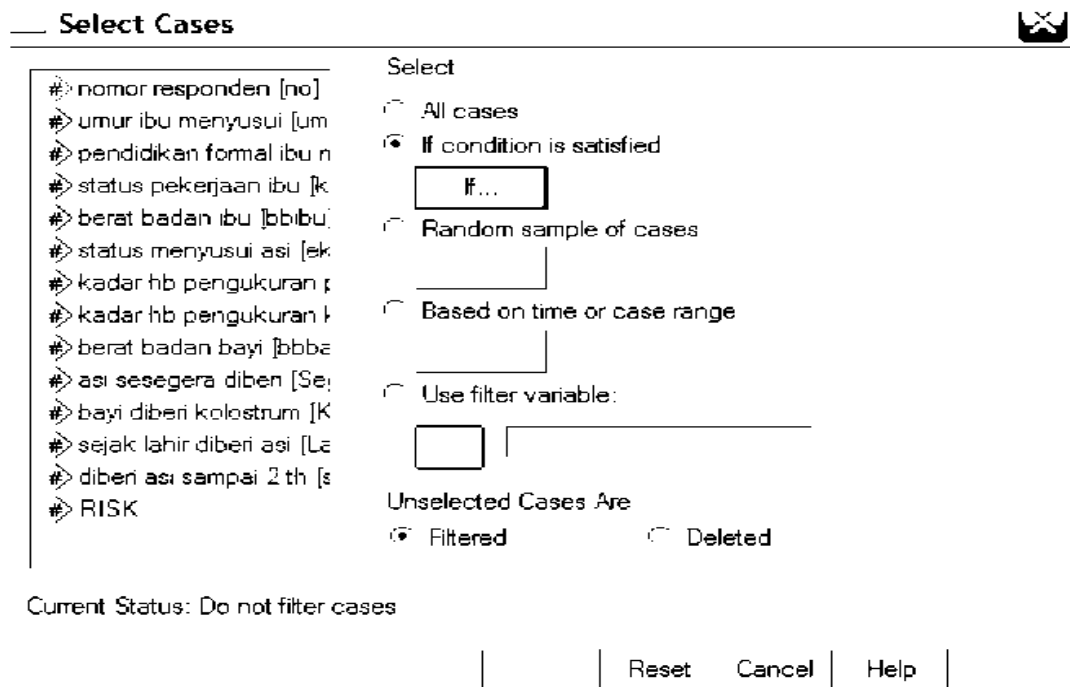 Select Cases
nomor responden [no]
umur ibu menyusui [um
pendidikan formal ibu m
status pekerjaan ibu [k
berat badan ibu [bbibu]
status menyusui asi [ek
kadar hb pengukuran p
kadar hb pengukuran k
berat badan bayi [bbba
asi sesegera diberi [Seg
bayi diberi kolostrum [K
sejak lahir diberi asi [La
diberi asi sampai 2 th [s
RISK
Select
All cases
If condition is satisfied
If...
Random sample of cases
Based on time or case range
Use filter variable:
Unselected Cases Are
Filtered
Deleted
Current Status: Do not filter cases
Reset Cancel Help